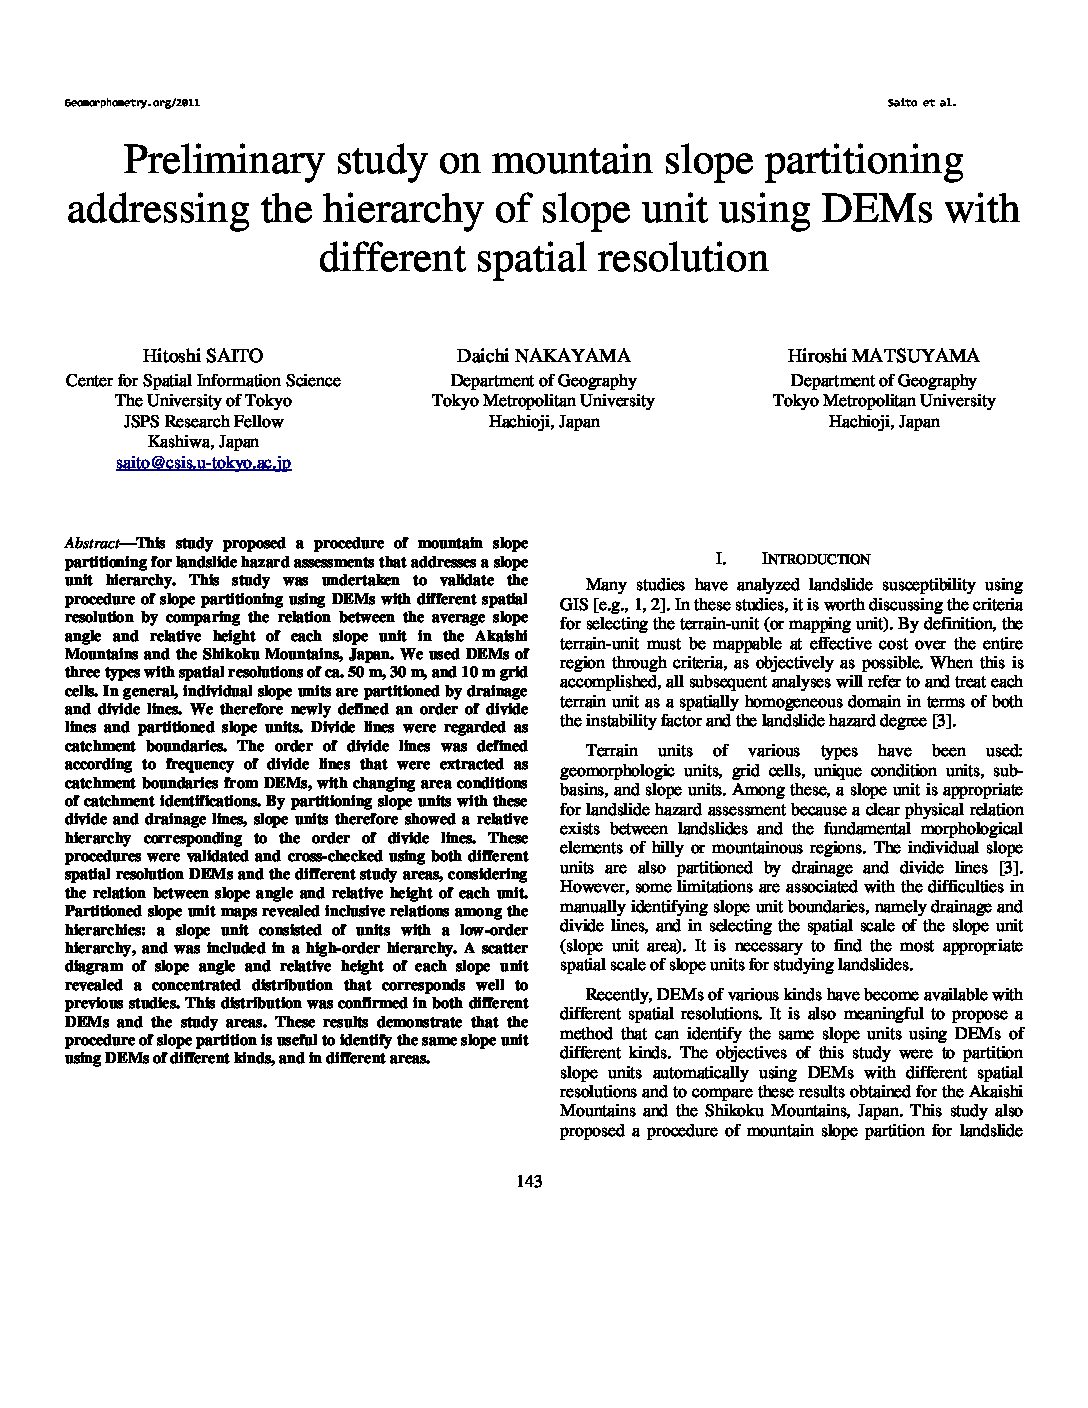 Geomorphometry.org/2011
Saito et al.
Preliminary study on mountain slope partitioning
addressing the hierarchy of slope unit using DEMs with
different spatial resolution
Hitoshi SAITO
Center for Spatial Information Science
The University of Tokyo
JSPS Research Fellow
Kashiwa, Japan
saito@csis.u-tokyo.ac.jp
Daichi NAKAYAMA
Department of Geography
Tokyo Metropolitan University
Hachioji, Japan
Hiroshi MATSUYAMA
Department of Geography
Tokyo Metropolitan University
Hachioji, Japan
Abstract—This study proposed a procedure of mountain slope
partitioning for landslide hazard assessments that addresses a slope
unit hierarchy. This study was undertaken to validate the
procedure of slope partitioning using DEMs with different spatial
resolution by comparing the relation between the average slope
angle and relative height of each slope unit in the Akaishi
Mountains and the Shikoku Mountains, Japan. We used DEMs of
three types with spatial resolutions of ca. 50 m, 30 m, and 10 m grid
cells. In general, individual slope units are partitioned by drainage
and divide lines. We therefore newly defined an order of divide
lines and partitioned slope units. Divide lines were regarded as
catchment boundaries. The order of divide lines was defined
according to frequency of divide lines that were extracted as
catchment boundaries from DEMs, with changing area conditions
of catchment identifications. By partitioning slope units with these
divide and drainage lines, slope units therefore showed a relative
hierarchy corresponding to the order of divide lines. These
procedures were validated and cross-checked using both different
spatial resolution DEMs and the different study areas, considering
the relation between slope angle and relative height of each unit.
Partitioned slope unit maps revealed inclusive relations among the
hierarchies: a slope unit consisted of units with a low-order
hierarchy, and was included in a high-order hierarchy. A scatter
diagram of slope angle and relative height of each slope unit
revealed a concentrated distribution that corresponds well to
previous studies. This distribution was confirmed in both different
DEMs and the study areas. These results demonstrate that the
procedure of slope partition is useful to identify the same slope unit
using DEMs of different kinds, and in different areas.
I. INTRODUCTION
Many studies have analyzed landslide susceptibility using
GIS [e.g., 1, 2]. In these studies, it is worth discussing the criteria
for selecting the terrain-unit (or mapping unit). By definition, the
terrain-unit must be mappable at effective cost over the entire
region through criteria, as objectively as possible. When this is
accomplished, all subsequent analyses will refer to and treat each
terrain unit as a spatially homogeneous domain in terms of both
the instability factor and the landslide hazard degree [3].
Terrain units of various types have been used:
geomorphologic units, grid cells, unique condition units, sub-
basins, and slope units. Among these, a slope unit is appropriate
for landslide hazard assessment because a clear physical relation
exists between landslides and the fundamental morphological
elements of hilly or mountainous regions. The individual slope
units are also partitioned by drainage and divide lines [3].
However, some limitations are associated with the difficulties in
manually identifying slope unit boundaries, namely drainage and
divide lines, and in selecting the spatial scale of the slope unit
(slope unit area). It is necessary to find the most appropriate
spatial scale of slope units for studying landslides.
Recently, DEMs of various kinds have become available with
different spatial resolutions. It is also meaningful to propose a
method that can identify the same slope units using DEMs of
different kinds. The objectives of this study were to partition
slope units automatically using DEMs with different spatial
resolutions and to compare these results obtained for the Akaishi
Mountains and the Shikoku Mountains, Japan. This study also
proposed a procedure of mountain slope partition for landslide
143